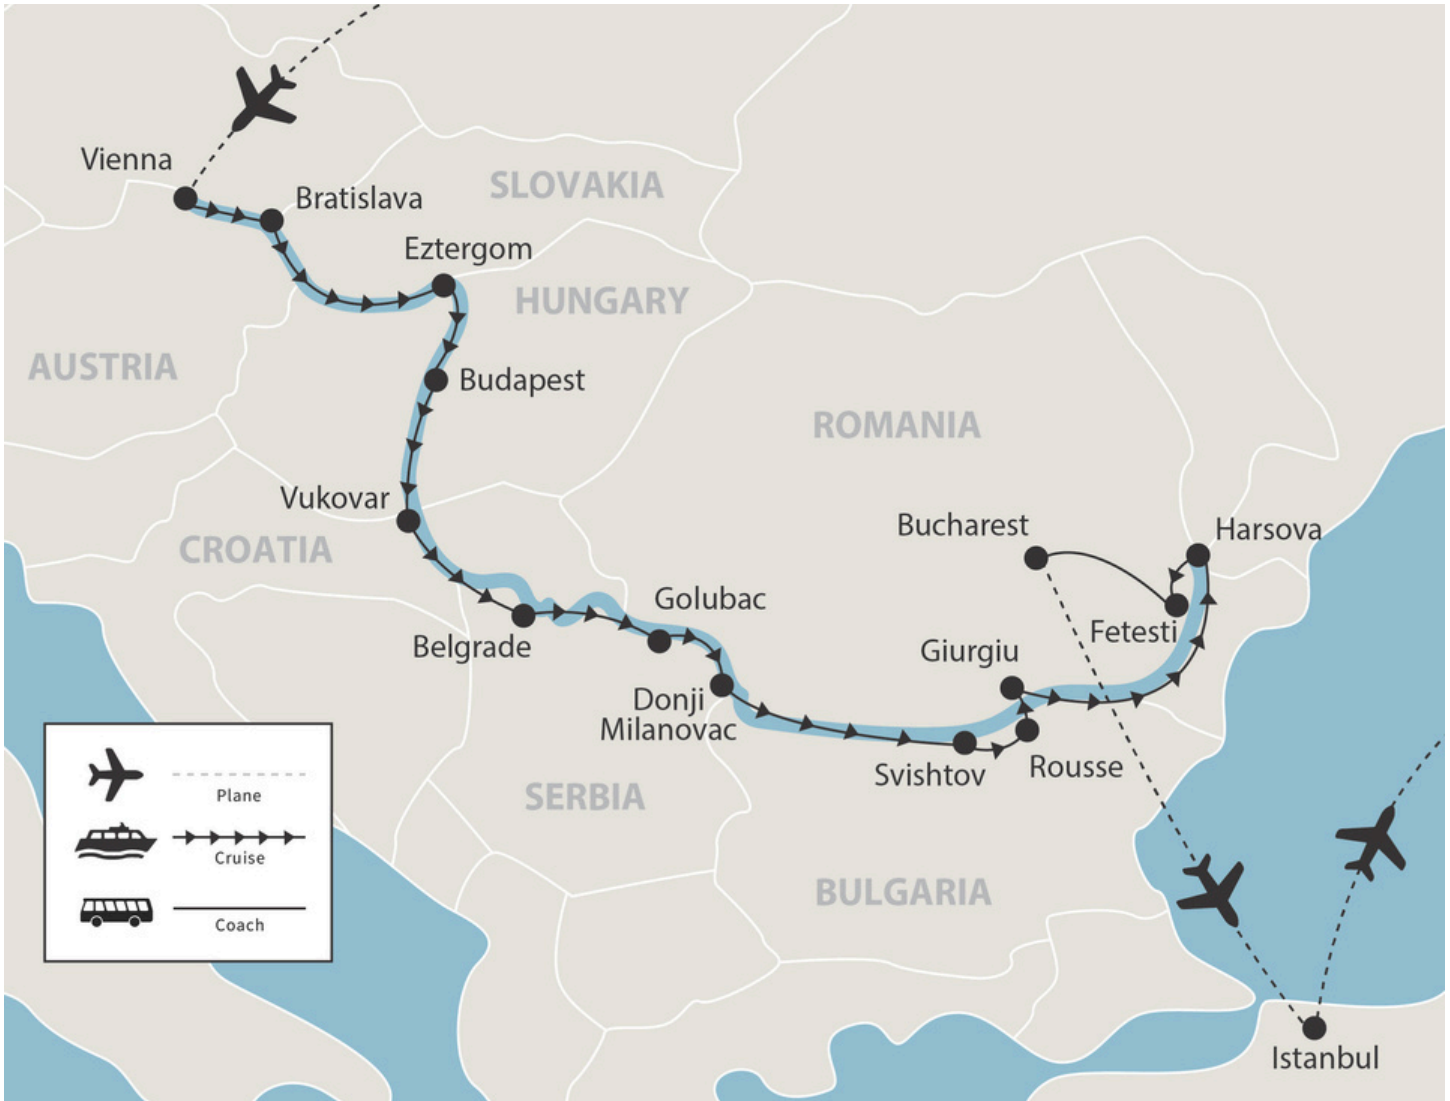 Vienna
Bratislava
SLOVAKIA
Eztergom
HUNGARY
AUSTRIA
Budapest
ROMANIA
Vukovar
CROATIA
Bucharest
Harsova
Golubac
Fetesti
Belgrade
Giurgiu
Donji
Milanovac
Svishtov
Rousse
SERBIA
BULGARIA
Istanbul
Plane
Cruise
Coach